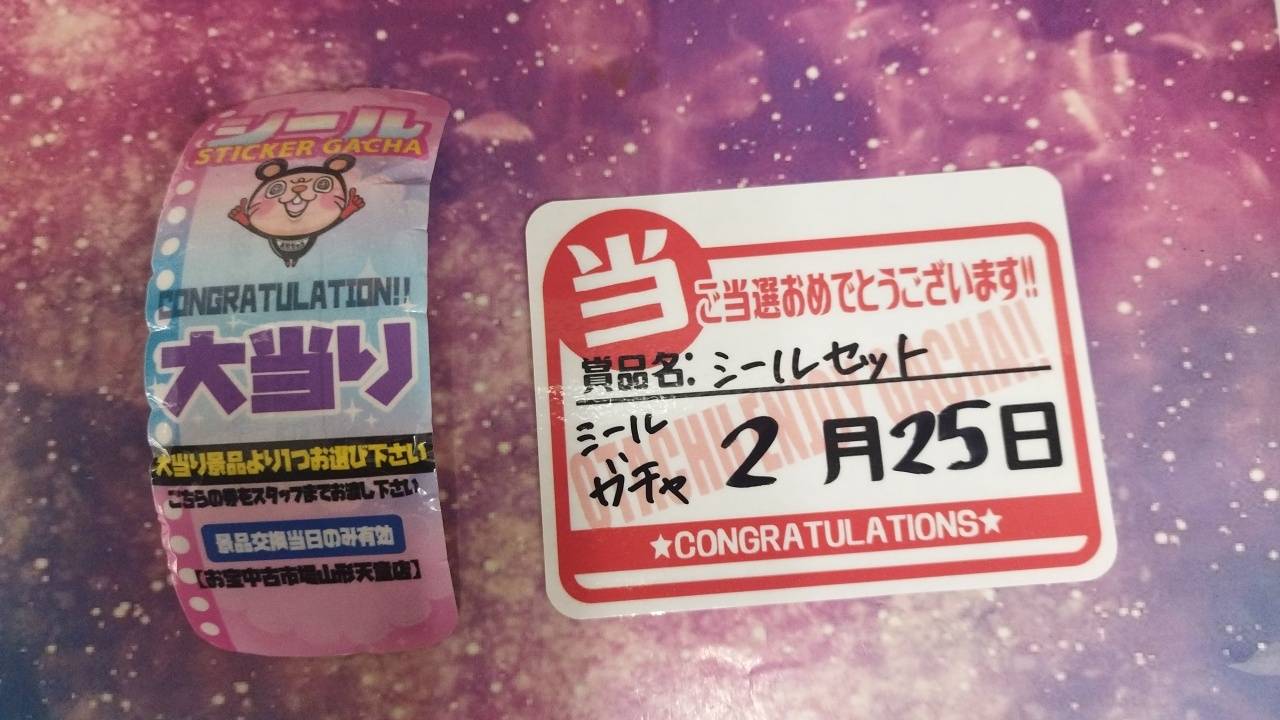 シール
STICKER GACHA
CONGRATULATION!!
大当り
大当り景品より1つお選び下さい
こちらの券をスタッフまでお渡し下さい
景品交換当日のみ有効
【お宝中古市場山形天童店】
当
ご当選おめでとうございます!!
賞品名:シールセット
シール
ガチャ
2月25日
ENJOY GACHA!!
★CONGRATULATIONS★